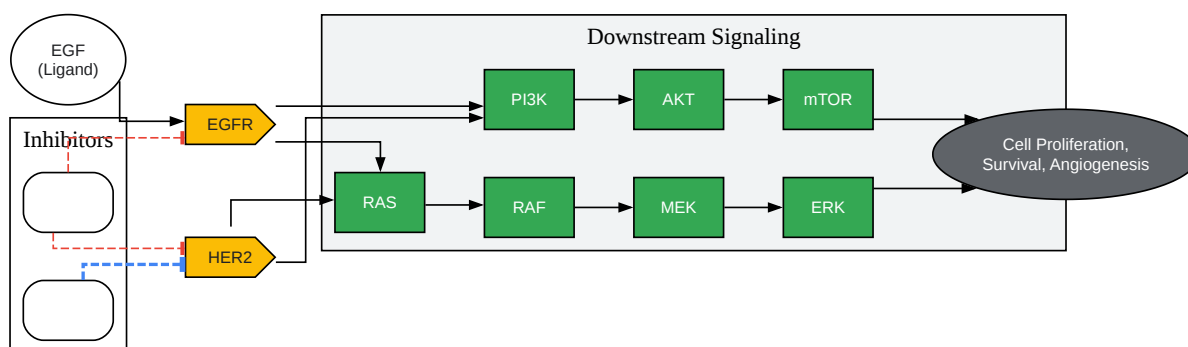 EGF
(Ligand)
Downstream Signaling
PI3K
AKT
mTOR
EGFR
Inhibitors
Cell Proliferation,
Survival, Angiogenesis
RAS
RAF
MEK
ERK
HER2